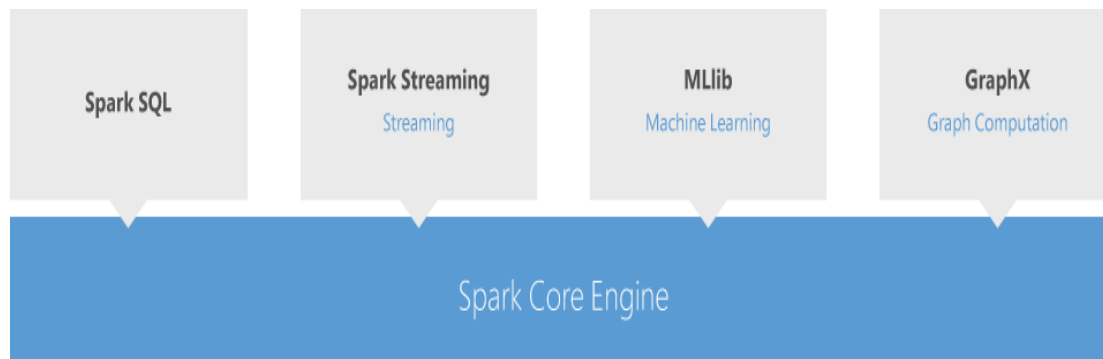 Spark SQL
Spark Streaming
Streaming
MLlib
Machine Learning
GraphX
Graph Computation
Spark Core Engine